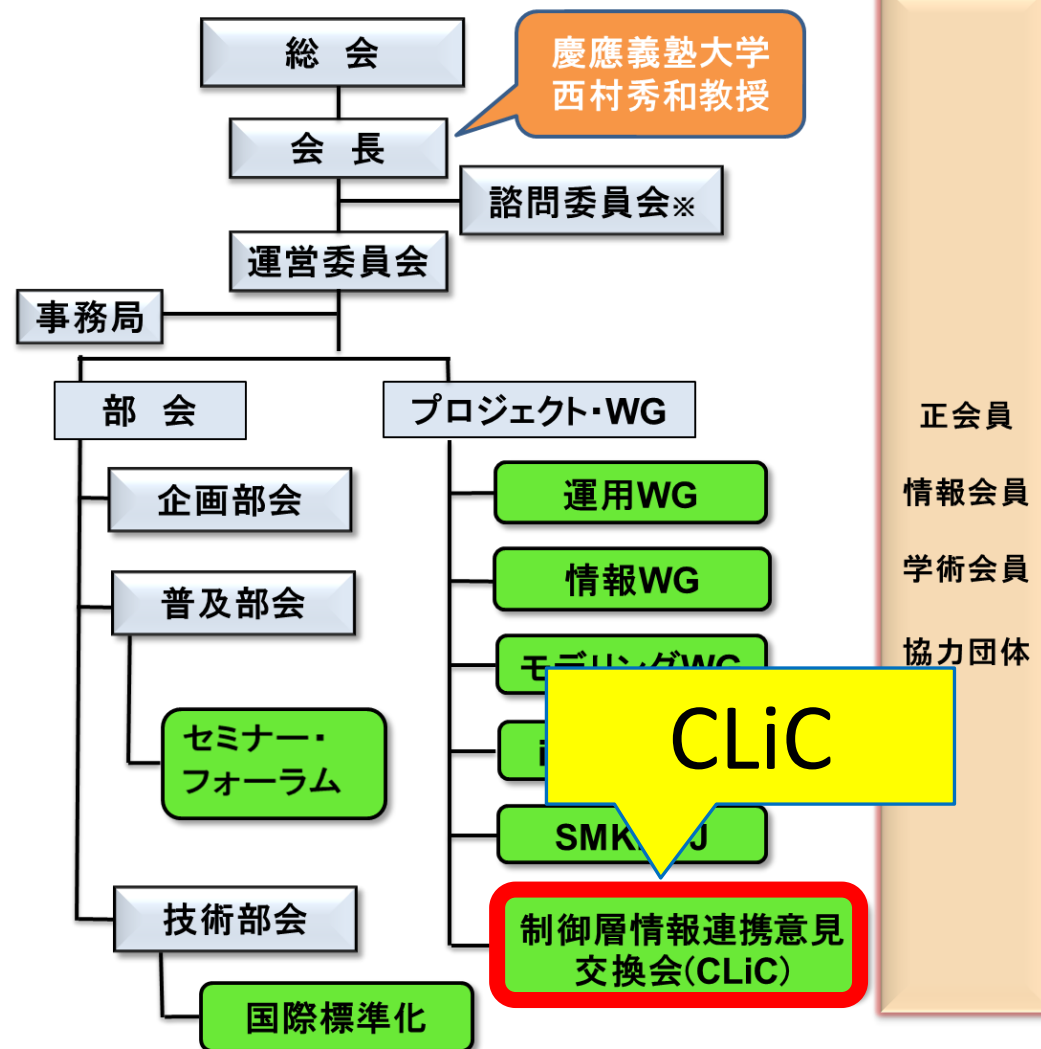 総 会
慶應義塾大学
西村秀和教授
会 長
諮問委員会※
運営委員会
事務局
部 会
プロジェクト・WG
企画部会
普及部会
セミナー・
フォーラム
技術部会
国際標準化
運用WG
情報WG
CLiC
制御層情報連携意見
交換会(CLiC)
正会員
情報会員
学術会員
協力団体